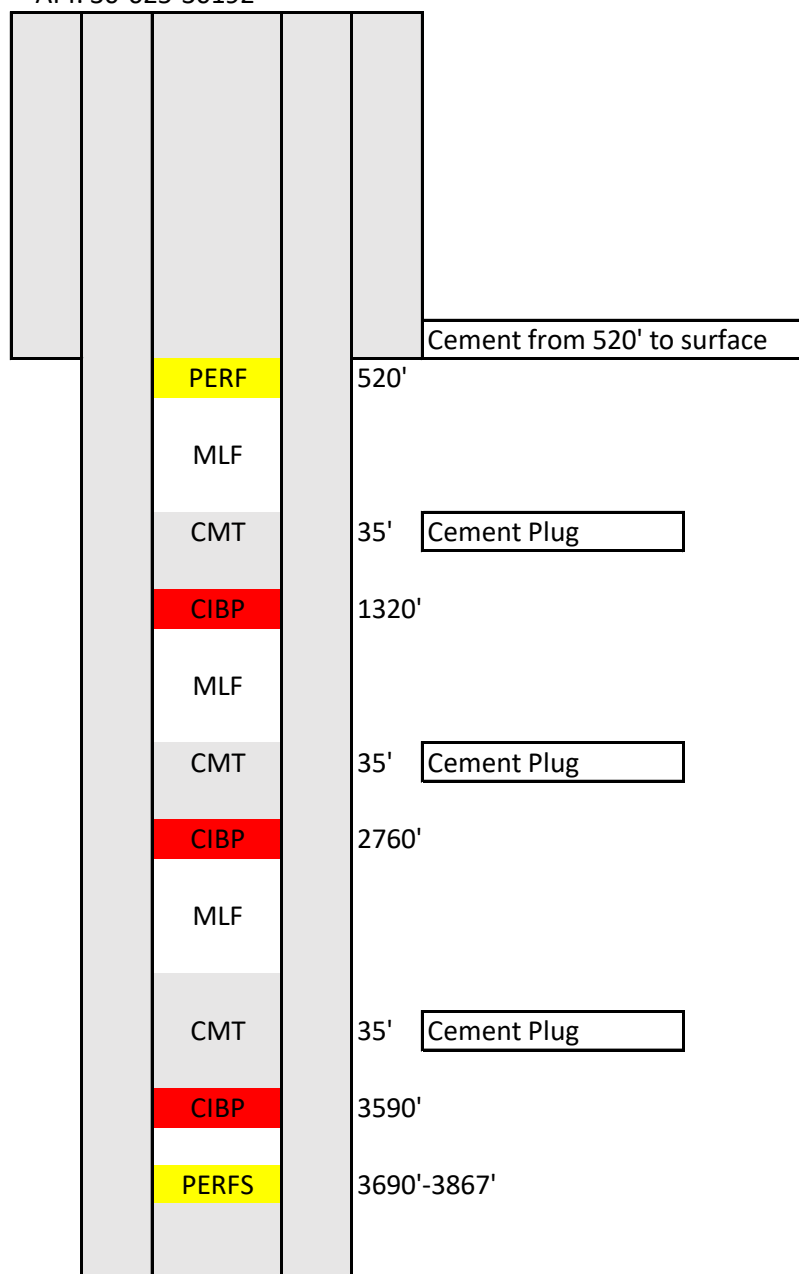 Cement from 520' to surface
PERF 520'
MLF
CMT 35' Cement Plug
CIBP 1320'
MLF
CMT 35' Cement Plug
CIBP 2760'
MLF
CMT 35' Cement Plug
CIBP 3590'
PERFS 3690'-3867'